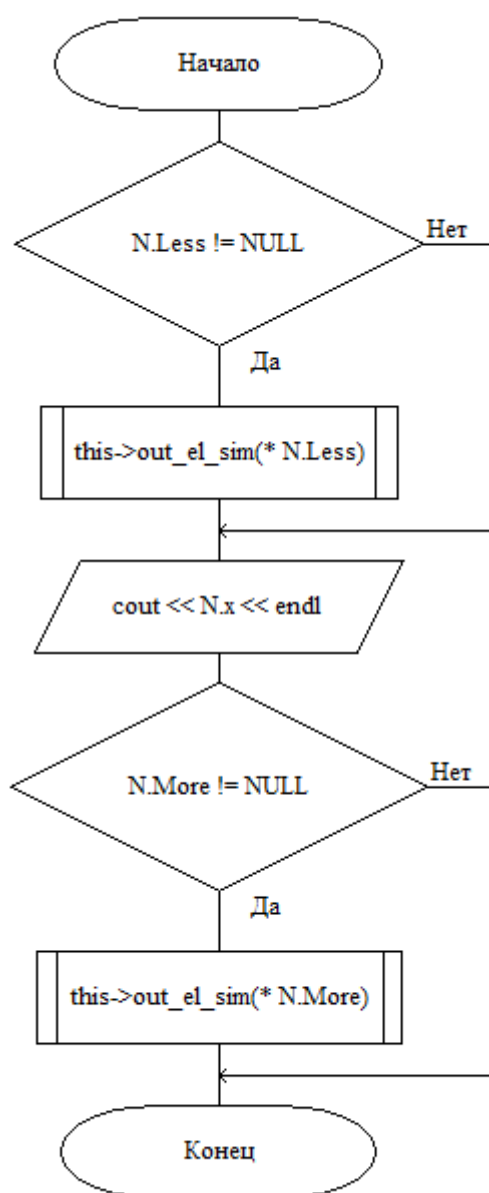 Начало
N.Less != NULL
Нет
Да
this->out_el_sim(* N.Less)
cout << N.x << endl
N.More != NULL
Нет
Да
this->out_el_sim(* N.More)
Конец